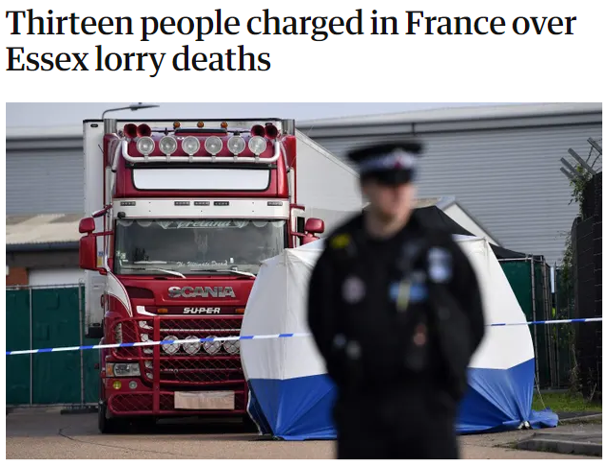 Thirteen people charged in France over
Essex lorry deaths
SCANIA
SUPER